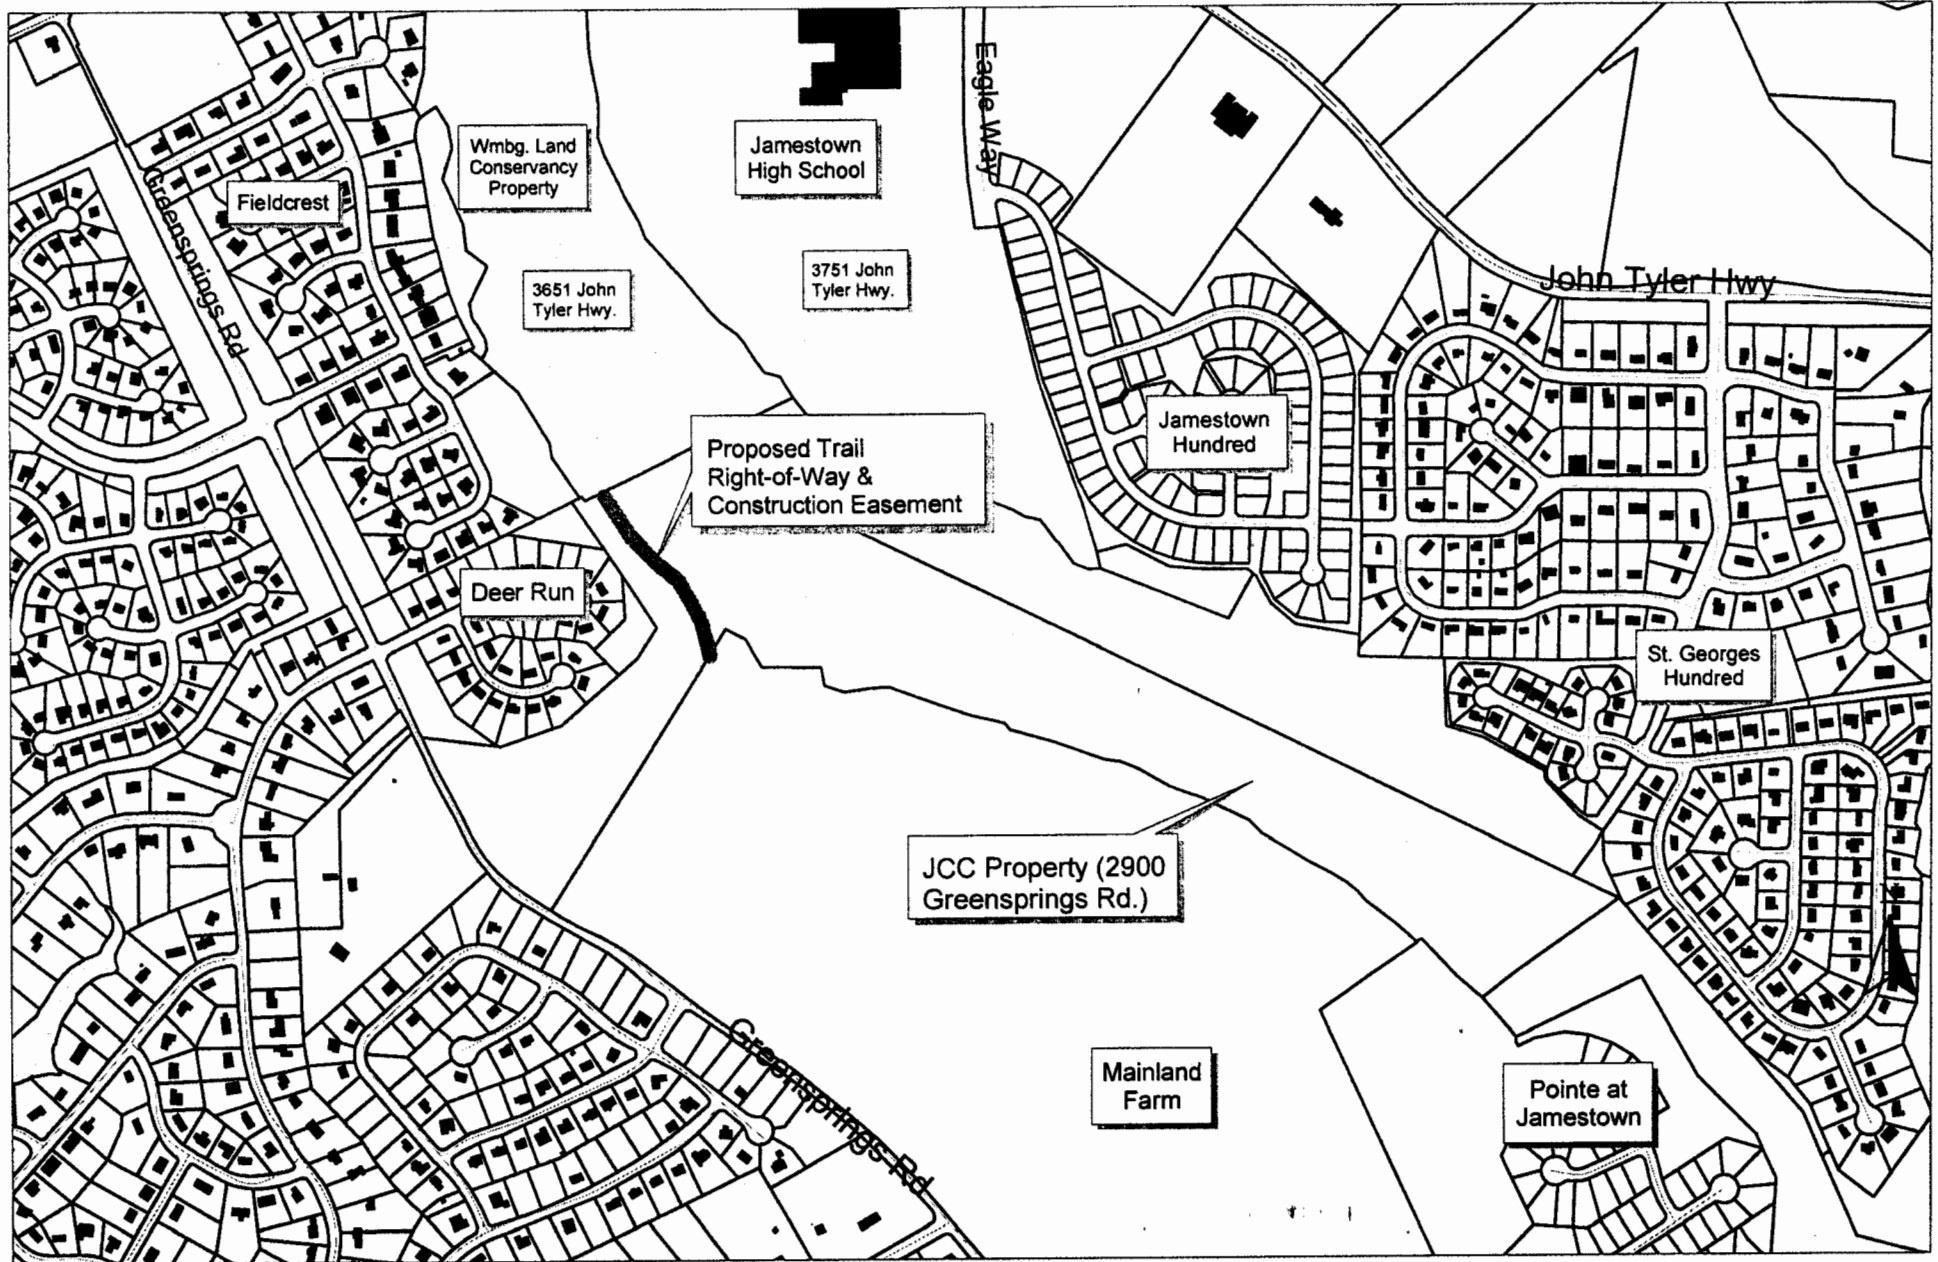 Eagle Way
Wmbg. Land
Conservancy
Property
Jamestown
High School
Fieldcrest
Greensprings Rd
3651 John
Tyler Hwy.
3751 John
Tyler Hwy.
John Tyler Hwy
Proposed Trail
Right-of-Way &
Construction Easement
Jamestown
Hundred
Deer Run
St. Georges
Hundred
JCC Property (2900
Greensprings Rd.)
Greensprings Rd
Mainland
Farm
Pointe at
Jamestown